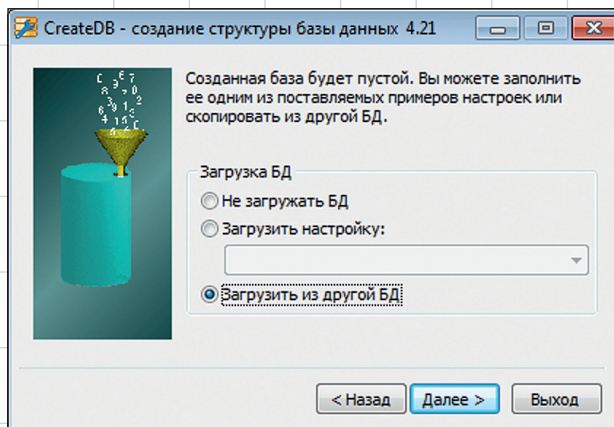 CreateDB - создание структуры базы данных 4.21
Созданная база будет пустой. Вы можете заполнить
ее одним из поставляемых примеров настроек или
скопировать из другой БД.
Загрузка БД
Не загружать БД
Загрузить настройку:
Загрузить из другой БД
< Назад
Далее >
Выход